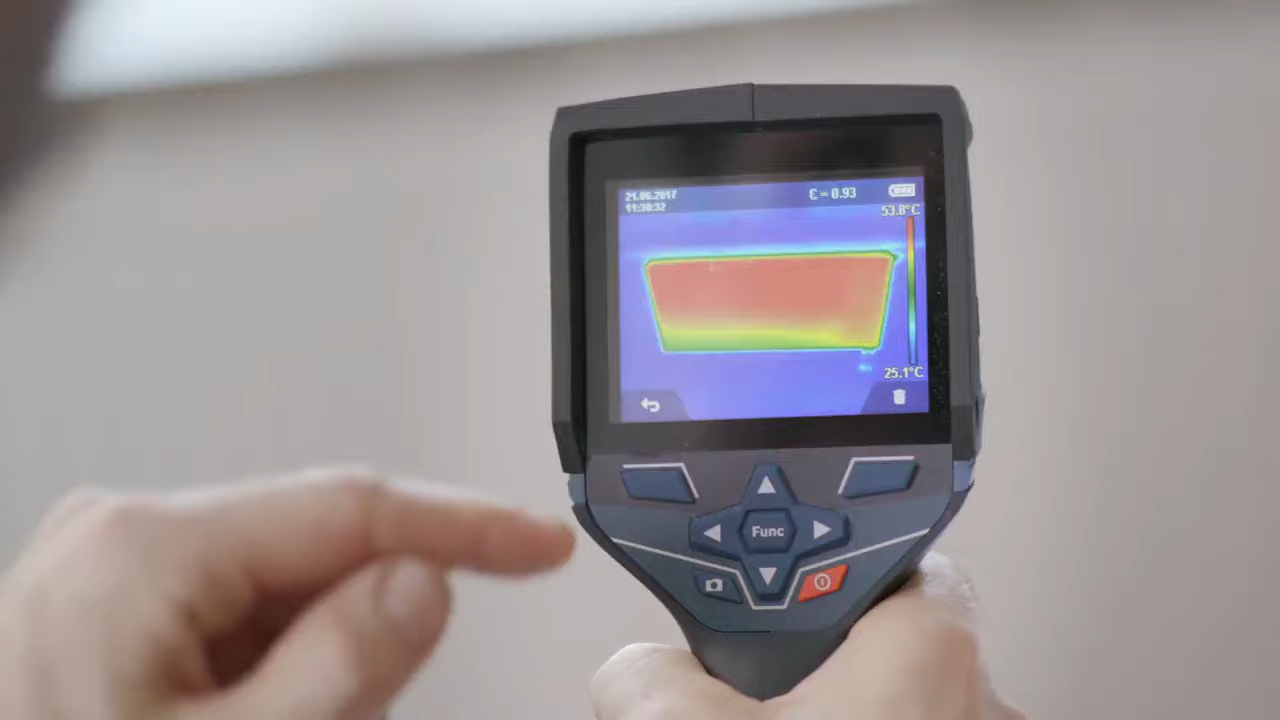 21.06.2017
11:30:32
ε = 0.93
53.8°C
25.1°C
Func